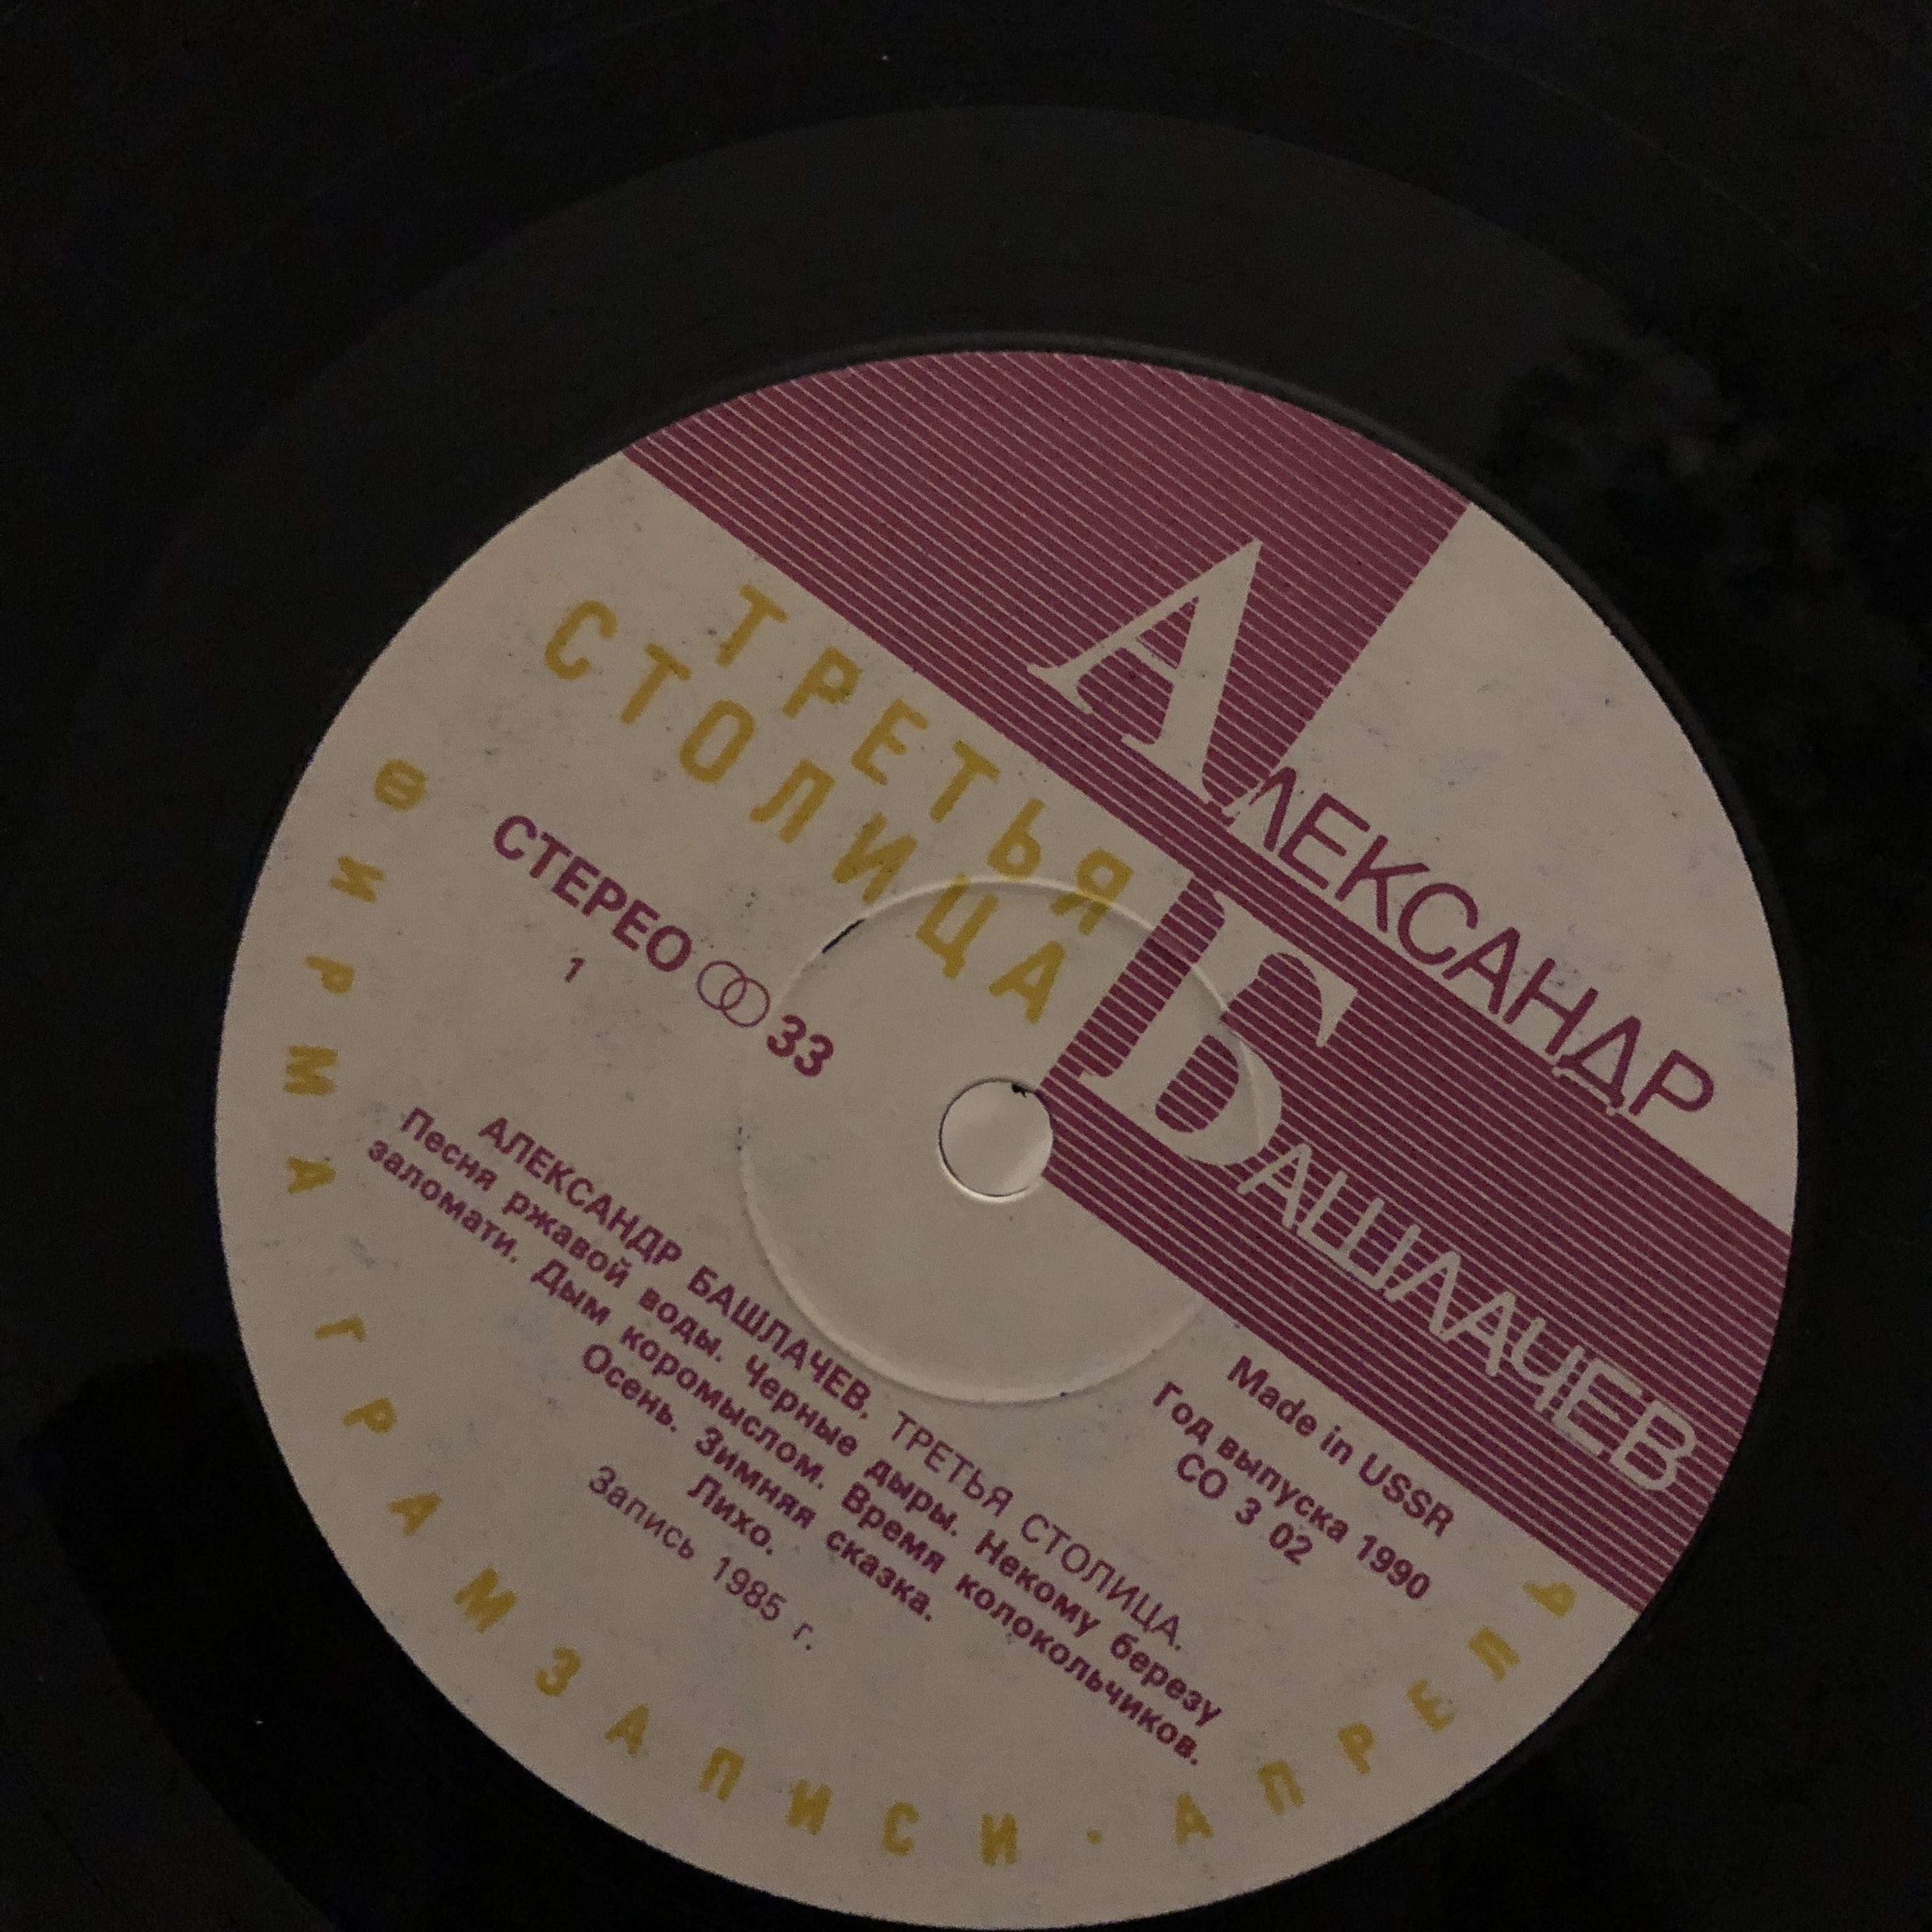 АЛЕКСАНДР
БАШЛАЧЕВ
ТРЕТЬЯ
СТОЛИЦА
СТЕРЕО 33
1
Made in USSR
Год выпуска 1990
СО 3 02
АЛЕКСАНДР БАШЛАЧЕВ, ТРЕТЬЯ СТОЛИЦА.
Песня ржавой воды. Черные дыры. Некому березу
заломати. Дым коромыслом. Время колокольчиков.
Осень. Зимняя сказка.
Лихо.
Запись 1985 г.
ФИРМА ГРАМЗАПИСИ · АПРЕЛЬ